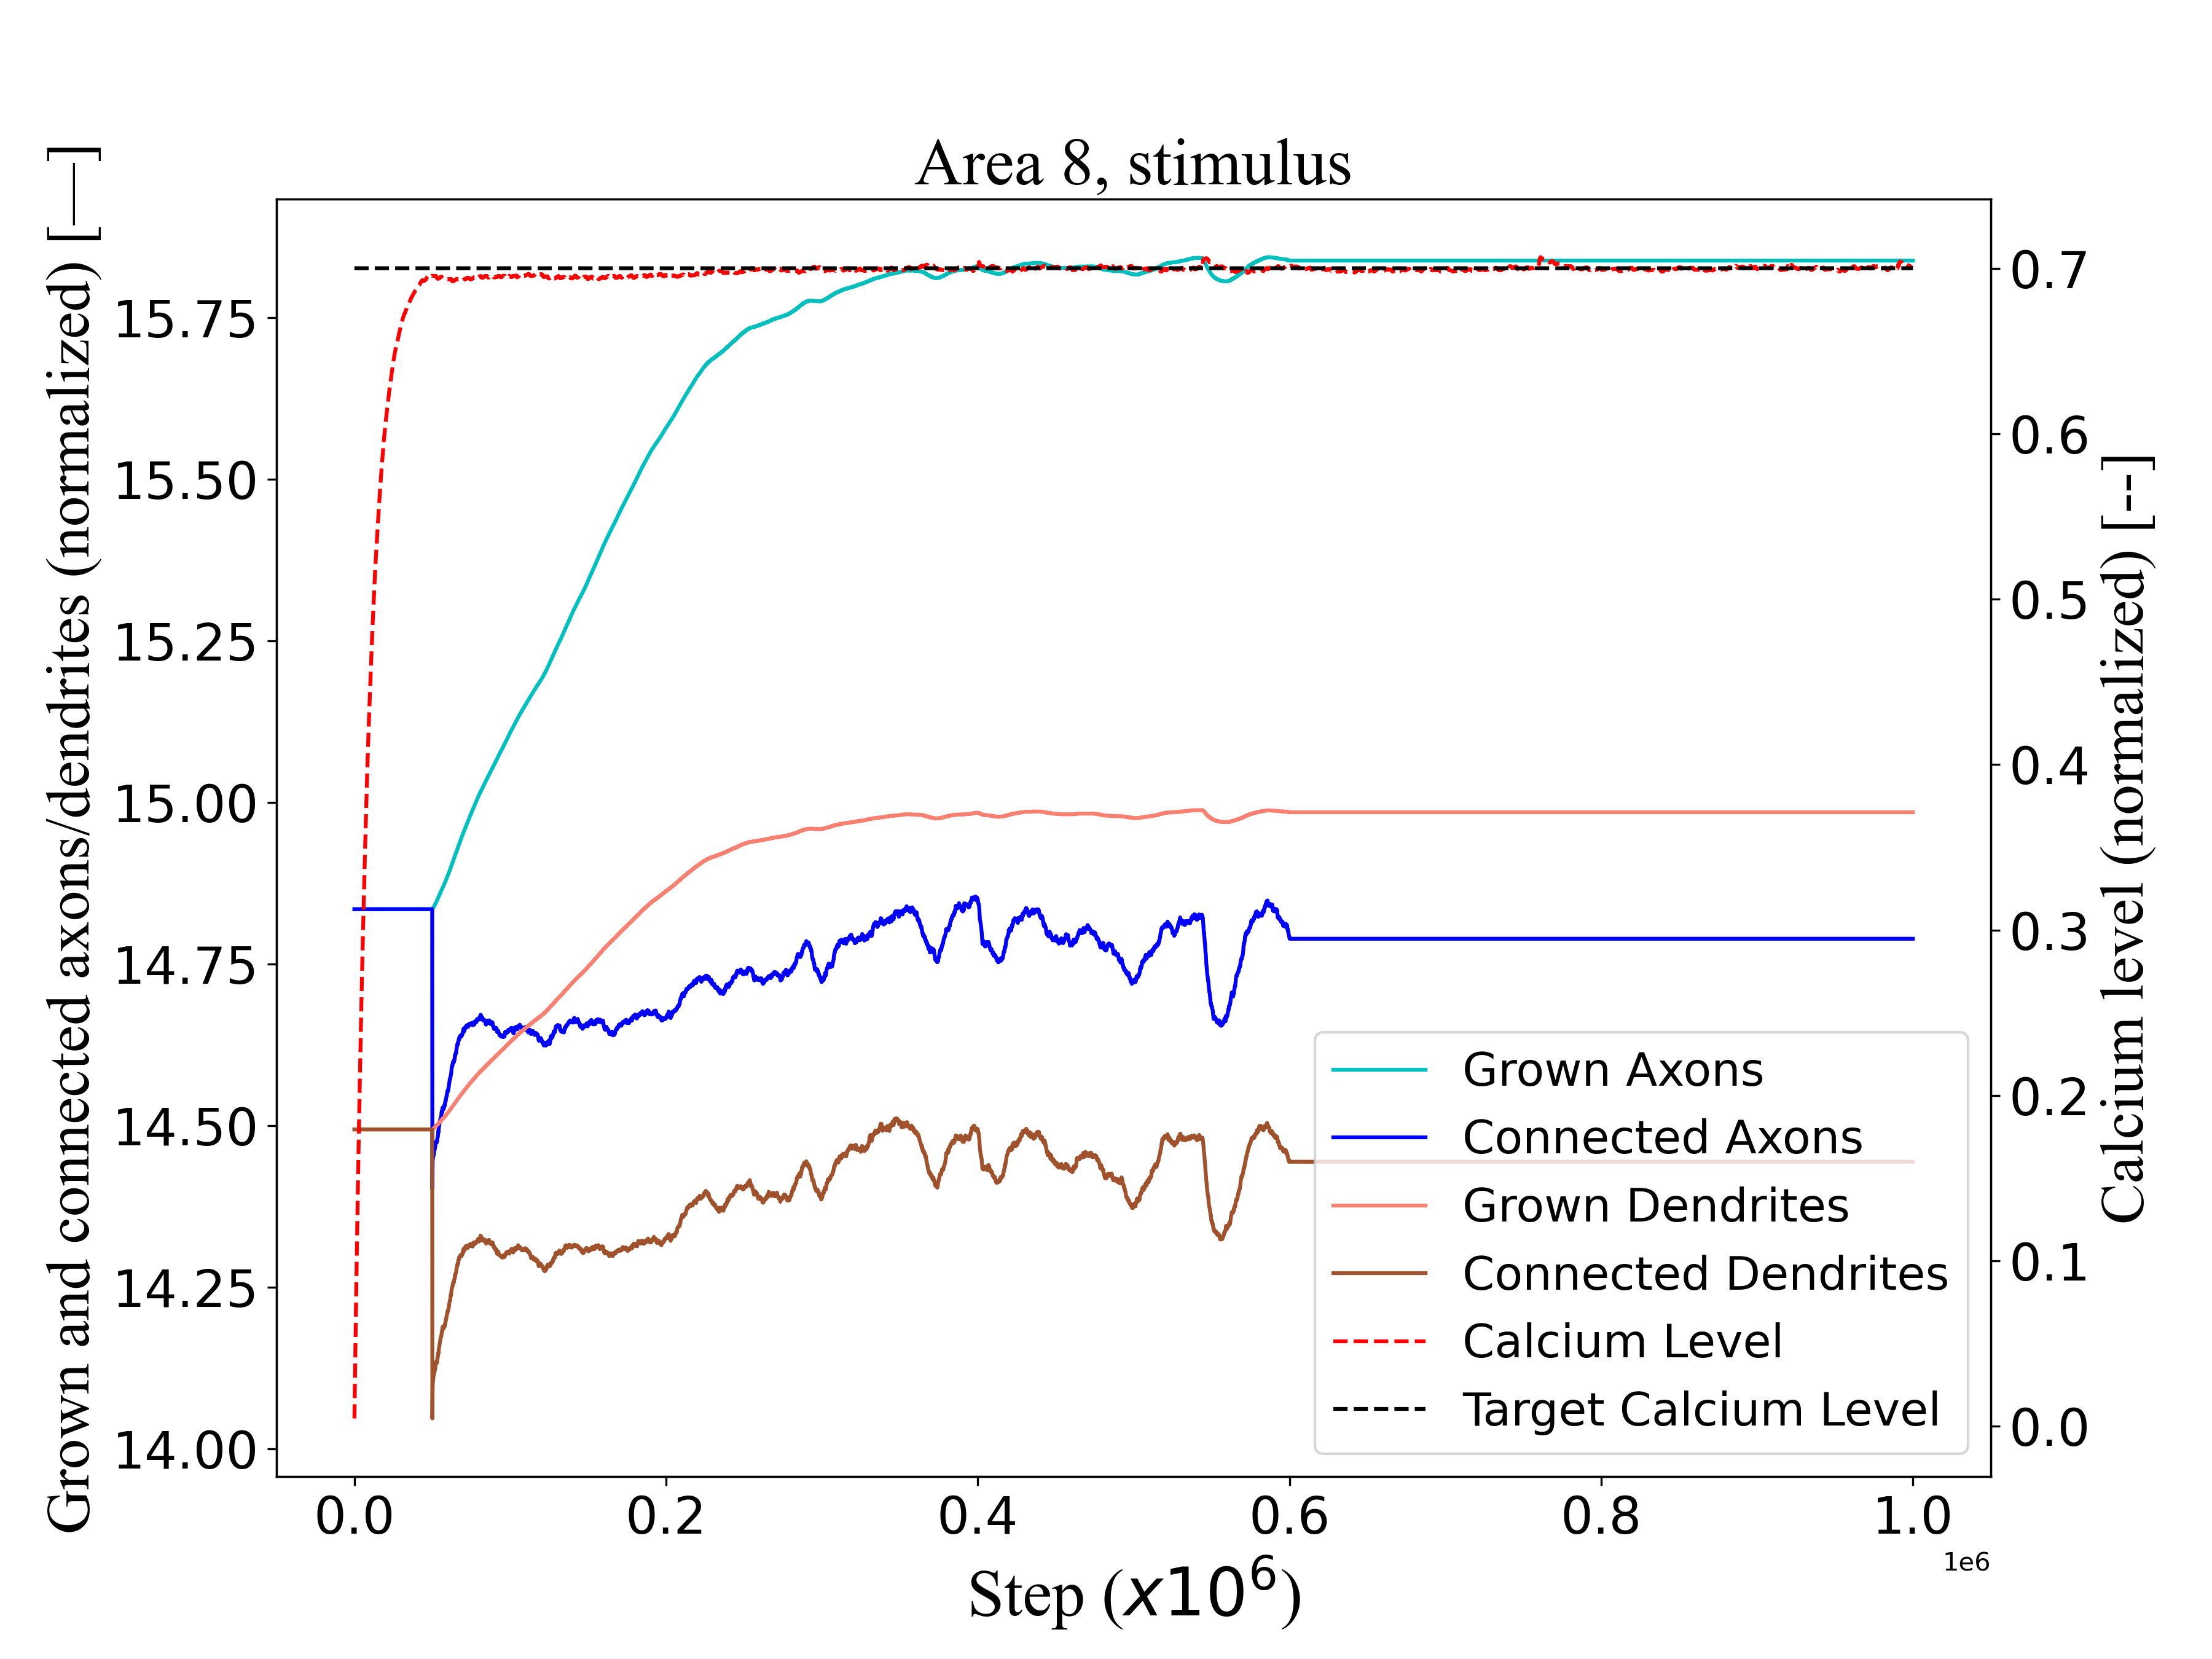 Area 8, stimulus
Grown and connected axons/dendrites (normalized) [—]
15.75
15.50
15.25
15.00
14.75
14.50
14.25
14.00
0.7
0.6
0.5
0.4
0.3
0.2
0.1
0.0
Calcium level (normalized) [--]
Grown Axons
Connected Axons
Grown Dendrites
Connected Dendrites
Calcium Level
Target Calcium Level
0.0 0.2 0.4 0.6 0.8 1.0
1e6
Step (x10⁶)